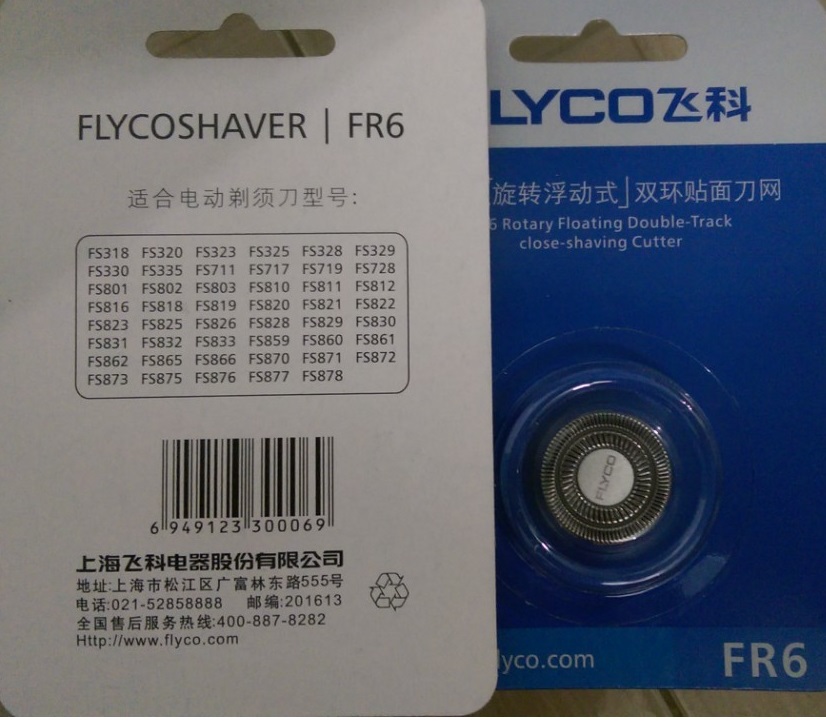 FLYCOSHAVER | FR6
适合电动剃须刀型号:
FS318 FS320 FS323 FS325 FS328 FS329
FS330 FS335 FS711 FS717 FS719 FS728
FS801 FS802 FS803 FS810 FS811 FS812
FS816 FS818 FS819 FS820 FS821 FS822
FS823 FS825 FS826 FS828 FS829 FS830
FS831 FS832 FS833 FS859 FS860 FS861
FS862 FS865 FS866 FS870 FS871 FS872
FS873 FS875 FS876 FS877 FS878
6 949123 300069
上海飞科电器股份有限公司
地址:上海市松江区广富林东路555号
电话:021-52858888 邮编:201613
全国售后服务热线:400-887-8282
Http://www.flyco.com
LYCO飞科
「旋转浮动式」双环贴面刀网
6 Rotary Floating Double-Track
close-shaving Cutter
FLYCO
lyco.com
FR6